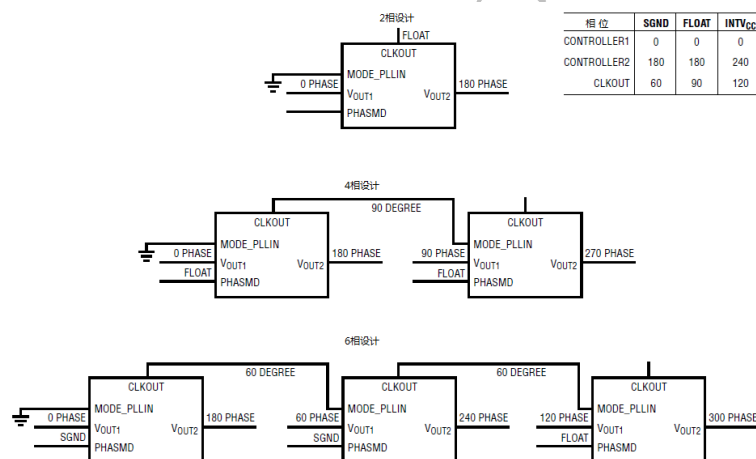 2相设计
FLOAT
CLKOUT
MODE_PLLIN
0 PHASE
VOUT1
VOUT2
180 PHASE
PHASMD
相 位 SGND FLOAT INTVCC
CONTROLLER1 0 0 0
CONTROLLER2 180 180 240
CLKOUT 60 90 120
4相设计
90 DEGREE
CLKOUT
MODE_PLLIN
0 PHASE
VOUT1
VOUT2
180 PHASE
FLOAT
PHASMD
CLKOUT
MODE_PLLIN
90 PHASE
VOUT1
VOUT2
270 PHASE
FLOAT
PHASMD
6相设计
60 DEGREE
60 DEGREE
CLKOUT
MODE_PLLIN
0 PHASE
VOUT1
VOUT2
180 PHASE
SGND
PHASMD
CLKOUT
MODE_PLLIN
60 PHASE
VOUT1
VOUT2
240 PHASE
SGND
PHASMD
CLKOUT
MODE_PLLIN
120 PHASE
VOUT1
VOUT2
300 PHASE
FLOAT
PHASMD